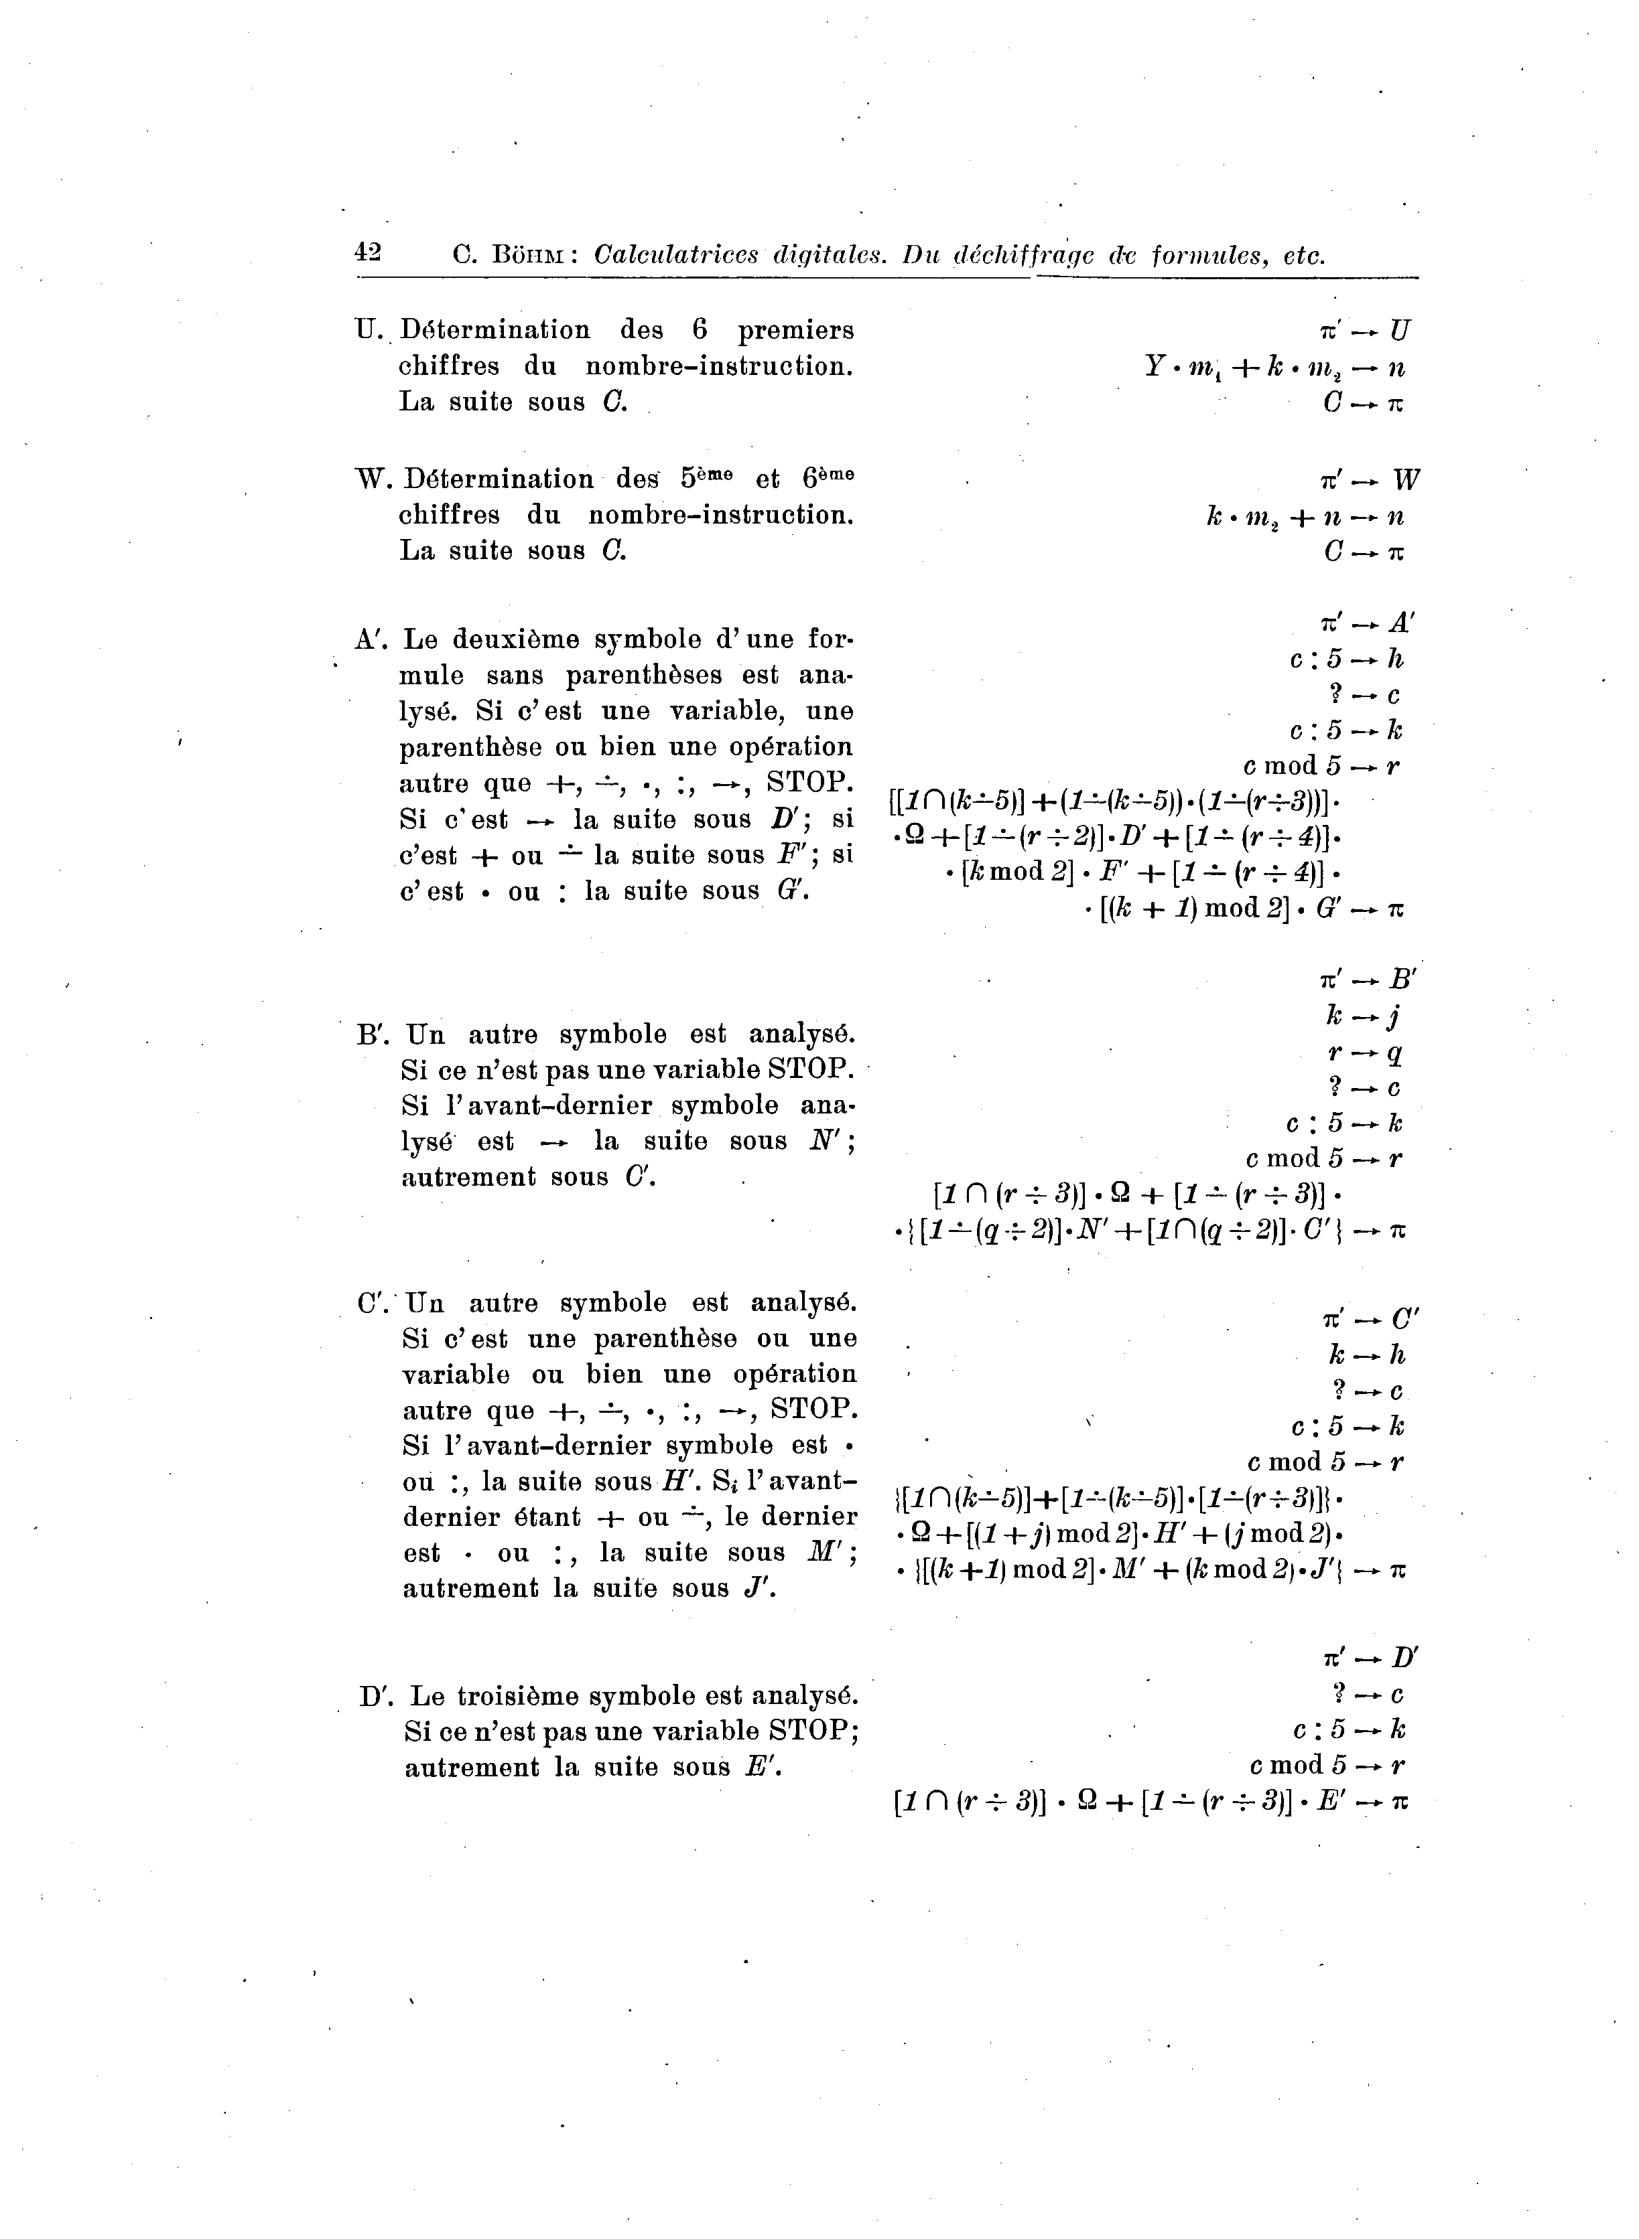 42 C. BÖHM: Calculatrices digitales. Du déchiffrage de formules, etc.
U. Détermination des 6 premiers
chiffres du nombre-instruction.
La suite sous C.
π′ → U
Y · m₁ + k · m₂ → n
C → π
W. Détermination des 5ème et 6ème
chiffres du nombre-instruction.
La suite sous C.
π′ → W
k · m₂ + n → n
C → π
A′. Le deuxième symbole d'une for-
mule sans parenthèses est ana-
lysé. Si c'est une variable, une
parenthèse ou bien une opération
autre que +, ∸, ·, :, →, STOP.
Si c'est → la suite sous D′; si
c'est + ou ∸ la suite sous F′; si
c'est · ou : la suite sous G′.
π′ → A′
c : 5 → h
? → c
c : 5 → k
c mod 5 → r
[[1∩(k∸5)] + (1∸(k∸5))·(1∸(r÷3))]·
·Ω + [1∸(r ÷ 2)]·D′ + [1 ∸ (r ÷ 4)]·
· [k mod 2] · F′ + [1 ∸ (r ÷ 4)] ·
· [(k + 1) mod 2] · G′ → π
B′. Un autre symbole est analysé.
Si ce n'est pas une variable STOP.
Si l'avant-dernier symbole ana-
lysé est → la suite sous N′;
autrement sous C′.
π′ → B′
k → j
r → q
? → c
c : 5 → k
c mod 5 → r
[1 ∩ (r ÷ 3)] · Ω + [1 ∸ (r ÷ 3)] ·
·{[1∸(q÷2)]·N′ + [1∩(q÷2)]·C′} → π
C′. Un autre symbole est analysé.
Si c'est une parenthèse ou une
variable ou bien une opération
autre que +, ∸, ·, :, →, STOP.
Si l'avant-dernier symbole est ·
ou :, la suite sous H′. Si l'avant-
dernier étant + ou ∸, le dernier
est · ou :, la suite sous M′;
autrement la suite sous J′.
π′ → C′
k → h
? → c
c : 5 → k
c mod 5 → r
{[1∩(k∸5)]+[1∸(k∸5)]·[1∸(r÷3)]}·
· Ω + [(1 + j) mod 2]· H′ + (j mod 2)·
· {[(k + 1) mod 2]· M′ + (k mod 2)·J′} → π
D′. Le troisième symbole est analysé.
Si ce n'est pas une variable STOP;
autrement la suite sous E′.
π′ → D′
? → c
c : 5 → k
c mod 5 → r
[1 ∩ (r ÷ 3)] · Ω + [1 ∸ (r ÷ 3)] · E′ → π